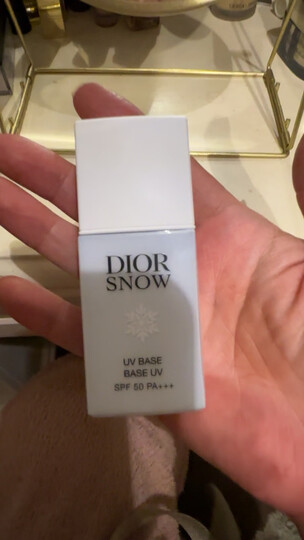 DIOR
SNOW
UV BASE
BASE UV
SPF 50 PA+++